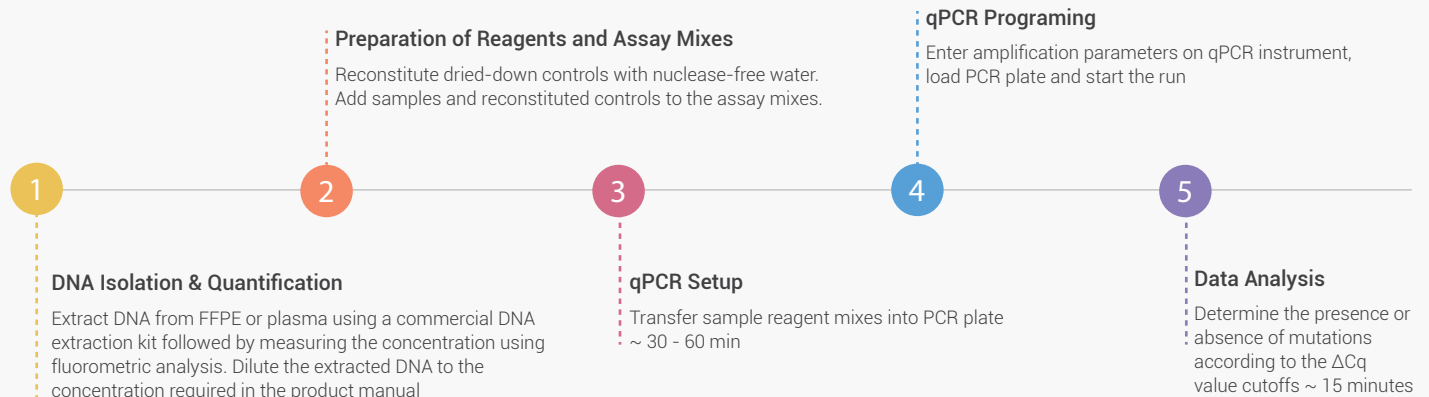 1
DNA Isolation & Quantification
Extract DNA from FFPE or plasma using a commercial DNA
extraction kit followed by measuring the concentration using
fluorometric analysis. Dilute the extracted DNA to the
concentration required in the product manual
2
Preparation of Reagents and Assay Mixes
Reconstitute dried-down controls with nuclease-free water.
Add samples and reconstituted controls to the assay mixes.
3
qPCR Setup
Transfer sample reagent mixes into PCR plate
~ 30 - 60 min
4
qPCR Programing
Enter amplification parameters on qPCR instrument,
load PCR plate and start the run
5
Data Analysis
Determine the presence or
absence of mutations
according to the ΔCq
value cutoffs ~ 15 minutes